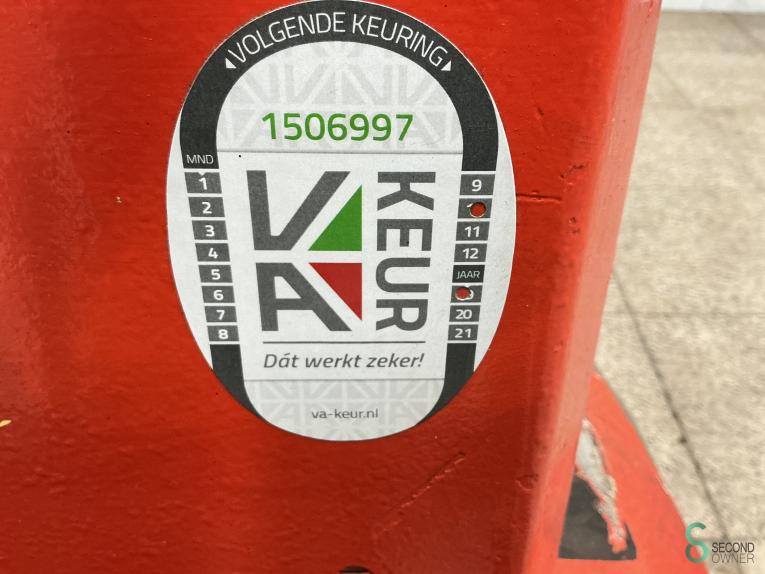 VOLGENDE KEURING
1506997
MND
1
2
3
4
5
6
7
8
VA
KEUR
9
11
12
JAAR
20
21
Dát werkt zeker!
va-keur.nl
SECOND
OWNER